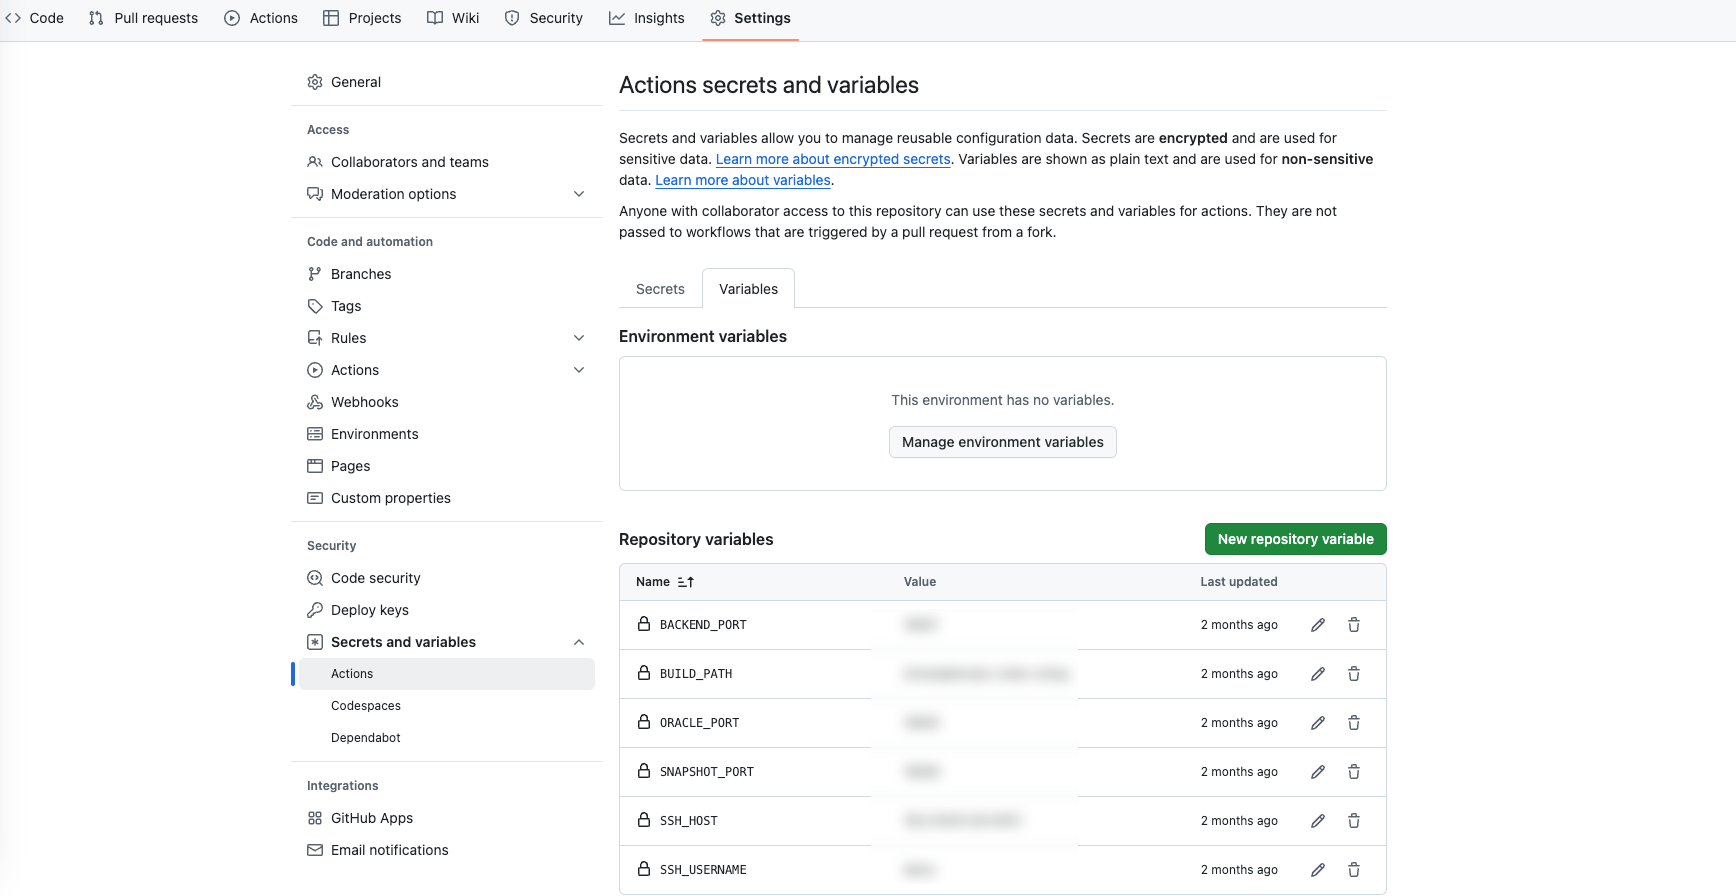 Code Pull requests Actions Projects Wiki Security Insights Settings
General
Access
Collaborators and teams
Moderation options
Code and automation
Branches
Tags
Rules
Actions
Webhooks
Environments
Pages
Custom properties
Security
Code security
Deploy keys
Secrets and variables
Actions
Codespaces
Dependabot
Integrations
GitHub Apps
Email notifications
Actions secrets and variables
Secrets and variables allow you to manage reusable configuration data. Secrets are encrypted and are used for
sensitive data. Learn more about encrypted secrets. Variables are shown as plain text and are used for non-sensitive
data. Learn more about variables.
Anyone with collaborator access to this repository can use these secrets and variables for actions. They are not
passed to workflows that are triggered by a pull request from a fork.
Secrets Variables
Environment variables
This environment has no variables.
Manage environment variables
Repository variables New repository variable
Name Value Last updated
BACKEND_PORT 2 months ago
BUILD_PATH 2 months ago
ORACLE_PORT 2 months ago
SNAPSHOT_PORT 2 months ago
SSH_HOST 2 months ago
SSH_USERNAME 2 months ago